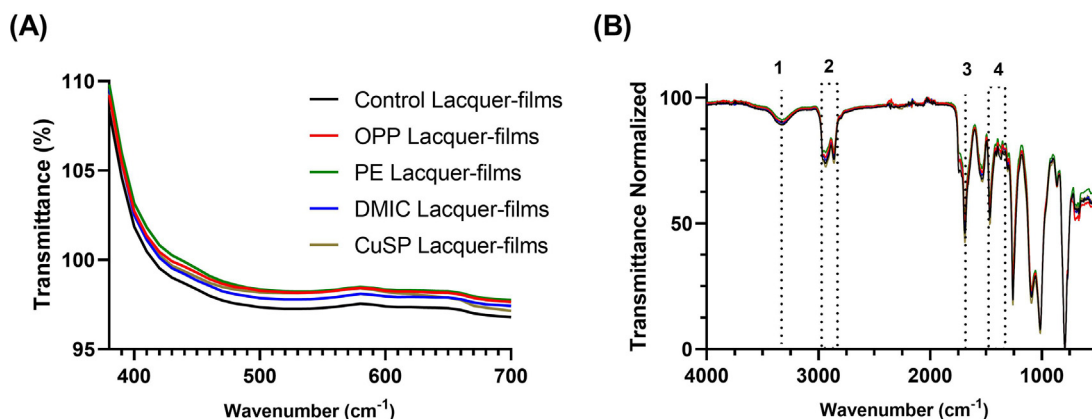 (A)
110
105
100
95
Transmittance (%)
Control Lacquer-films
OPP Lacquer-films
PE Lacquer-films
DMIC Lacquer-films
CuSP Lacquer-films
400 500 600 700
Wavenumber (cm⁻¹)
(B)
1 2 3 4
100
50
0
Transmittance Normalized
4000 3000 2000 1000
Wavenumber (cm⁻¹)